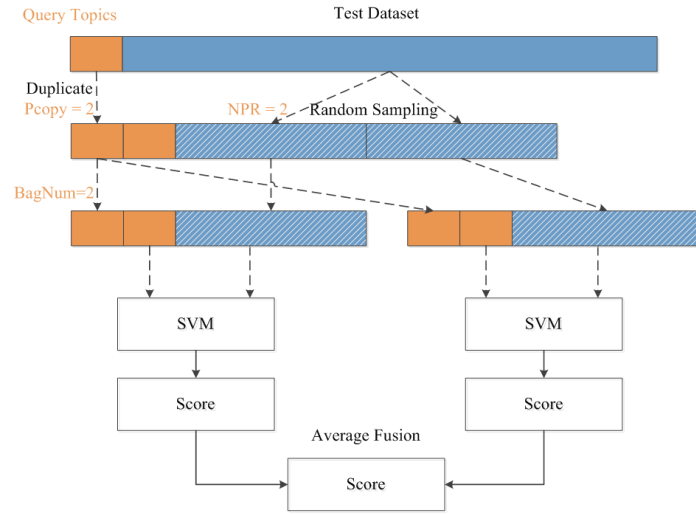 Query Topics
Test Dataset
Duplicate
Pcopy = 2
NPR = 2
Random Sampling
BagNum=2
SVM
SVM
Score
Score
Average Fusion
Score